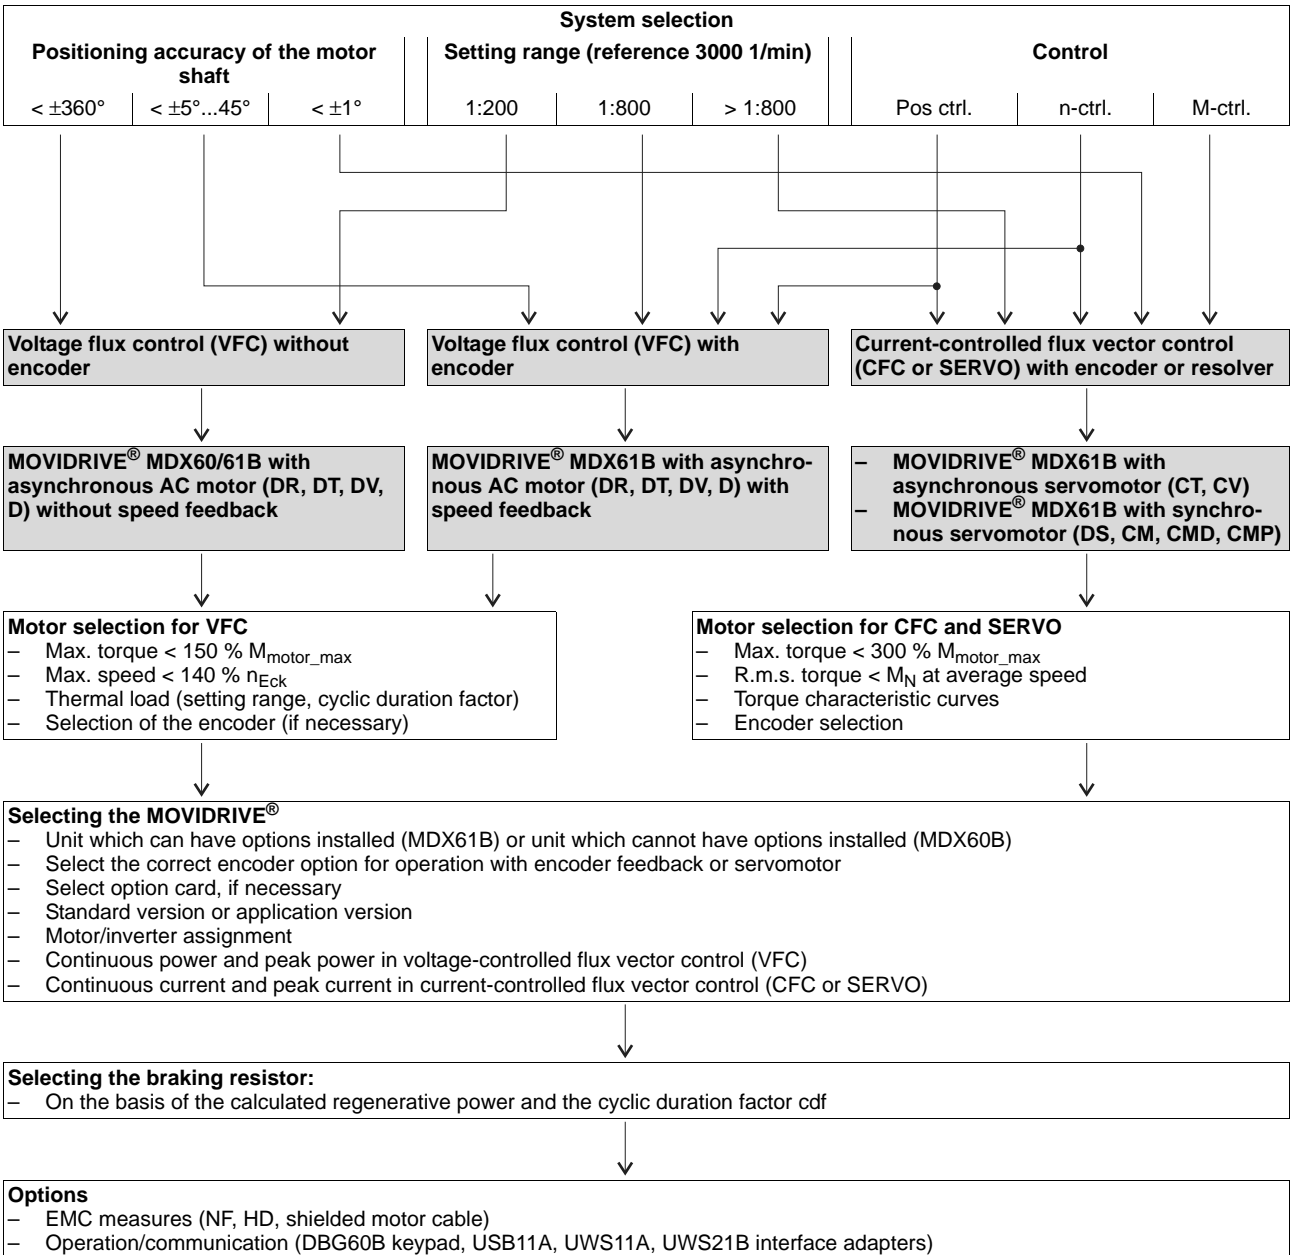 System selection
Positioning accuracy of the motor
shaft
Setting range (reference 3000 1/min)
Control
< ±360°
< ±5°...45°
< ±1°
1:200
1:800
> 1:800
Pos ctrl.
n-ctrl.
M-ctrl.
Voltage flux control (VFC) without
encoder
Voltage flux control (VFC) with
encoder
Current-controlled flux vector control
(CFC or SERVO) with encoder or resolver
MOVIDRIVE® MDX60/61B with
asynchronous AC motor (DR, DT, DV,
D) without speed feedback
MOVIDRIVE® MDX61B with asynchro-
nous AC motor (DR, DT, DV, D) with
speed feedback
– MOVIDRIVE® MDX61B with
asynchronous servomotor (CT, CV)
– MOVIDRIVE® MDX61B with synchro-
nous servomotor (DS, CM, CMD, CMP)
Motor selection for VFC
– Max. torque < 150 % Mmotor_max
– Max. speed < 140 % nEck
– Thermal load (setting range, cyclic duration factor)
– Selection of the encoder (if necessary)
Motor selection for CFC and SERVO
– Max. torque < 300 % Mmotor_max
– R.m.s. torque < MN at average speed
– Torque characteristic curves
– Encoder selection
Selecting the MOVIDRIVE®
– Unit which can have options installed (MDX61B) or unit which cannot have options installed (MDX60B)
– Select the correct encoder option for operation with encoder feedback or servomotor
– Select option card, if necessary
– Standard version or application version
– Motor/inverter assignment
– Continuous power and peak power in voltage-controlled flux vector control (VFC)
– Continuous current and peak current in current-controlled flux vector control (CFC or SERVO)
Selecting the braking resistor:
– On the basis of the calculated regenerative power and the cyclic duration factor cdf
Options
– EMC measures (NF, HD, shielded motor cable)
– Operation/communication (DBG60B keypad, USB11A, UWS11A, UWS21B interface adapters)